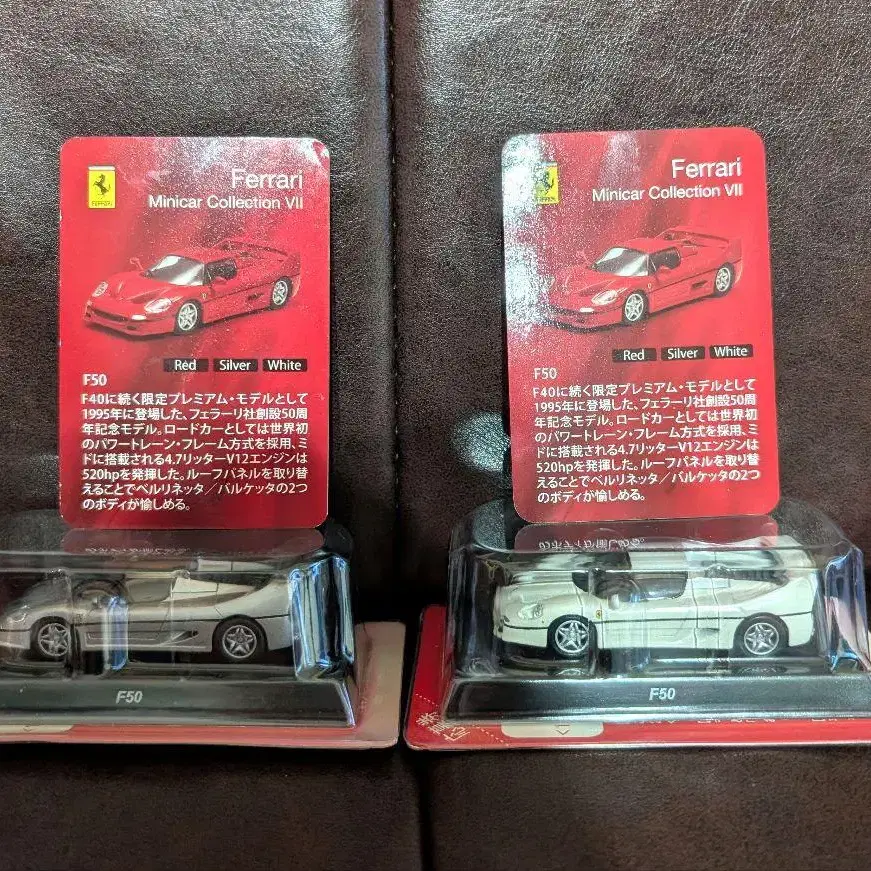 FERRARI
Ferrari
Minicar Collection VII
Red Silver White
F50
F40に続く限定プレミアム・モデルとして
1995年に登場した、フェラーリ社創設50周
年記念モデル。ロードカーとしては世界初
のパワートレーン・フレーム方式を採用、ミ
ドに搭載される4.7リッターV12エンジンは
520hpを発揮した。ルーフパネルを取り替
えることでベルリネッタ／バルケッタの2つ
のボディが愉しめる。
F50
Ferrari
Minicar Collection VII
Red Silver White
F50
F40に続く限定プレミアム・モデルとして
1995年に登場した、フェラーリ社創設50周
年記念モデル。ロードカーとしては世界初
のパワートレーン・フレーム方式を採用、ミ
ドに搭載される4.7リッターV12エンジンは
520hpを発揮した。ルーフパネルを取り替
えることでベルリネッタ／バルケッタの2つ
のボディが愉しめる。
F50